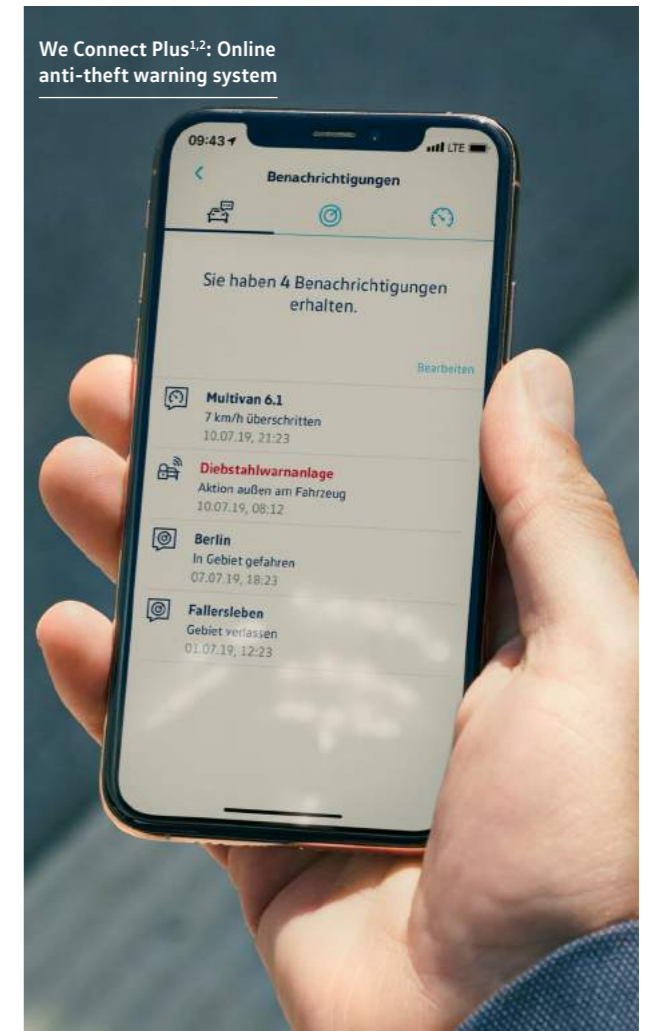 We Connect Plus¹,²: Online
anti-theft warning system
09:43
LTE
Benachrichtigungen
Sie haben 4 Benachrichtigungen
erhalten.
Bearbeiten
Multivan 6.1
7 km/h überschritten
10.07.19, 21:23
Diebstahlwarnanlage
Aktion außen am Fahrzeug
10.07.19, 08:12
Berlin
In Gebiet gefahren
07.07.19, 18:23
Fallersleben
Gebiet verlassen
01.07.19, 12:23